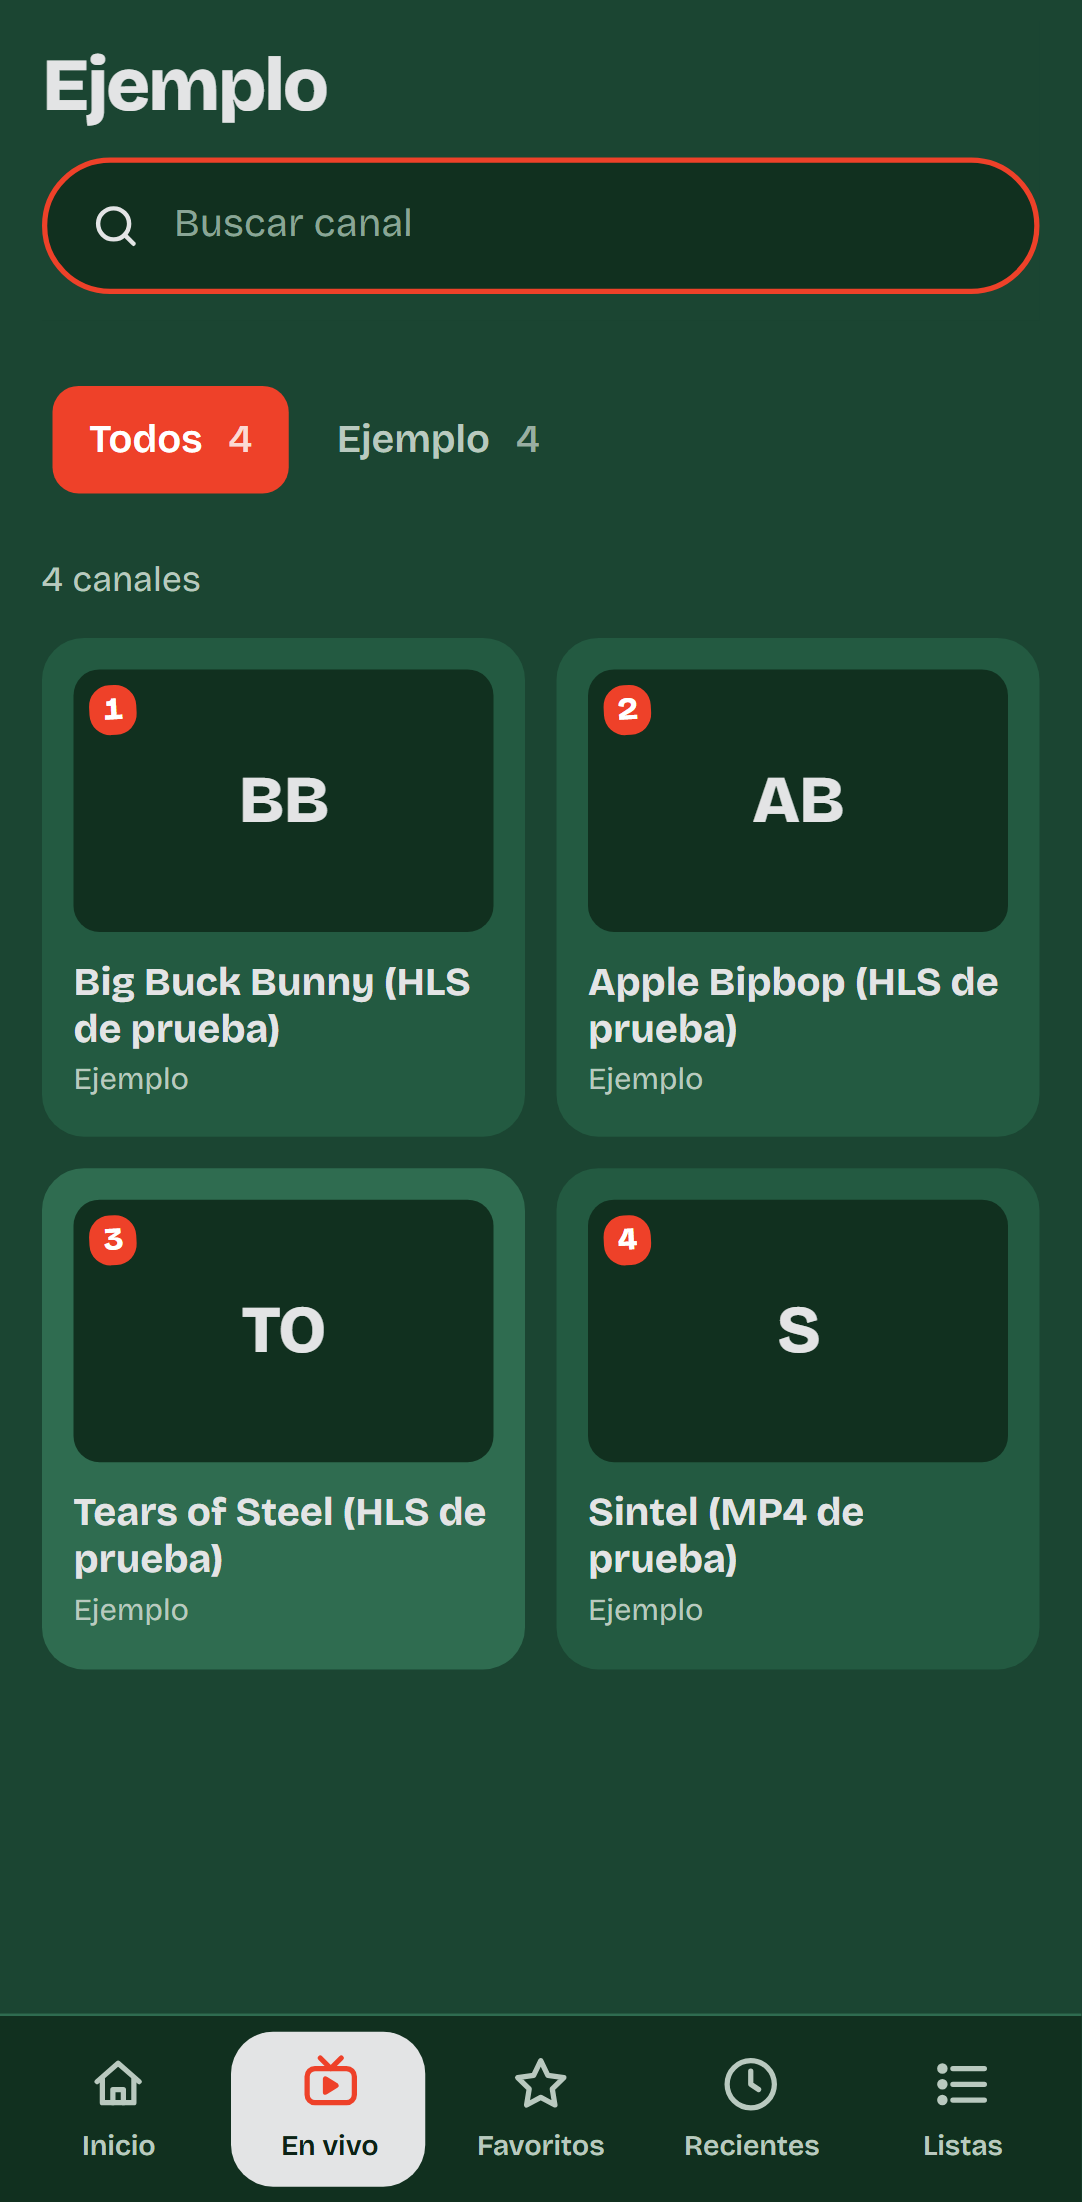 Ejemplo
Buscar canal
Todos 4 Ejemplo 4
4 canales
1
BB
Big Buck Bunny (HLS
de prueba)
Ejemplo
2
AB
Apple Bipbop (HLS de
prueba)
Ejemplo
3
TO
Tears of Steel (HLS de
prueba)
Ejemplo
4
S
Sintel (MP4 de
prueba)
Ejemplo
Inicio En vivo Favoritos Recientes Listas